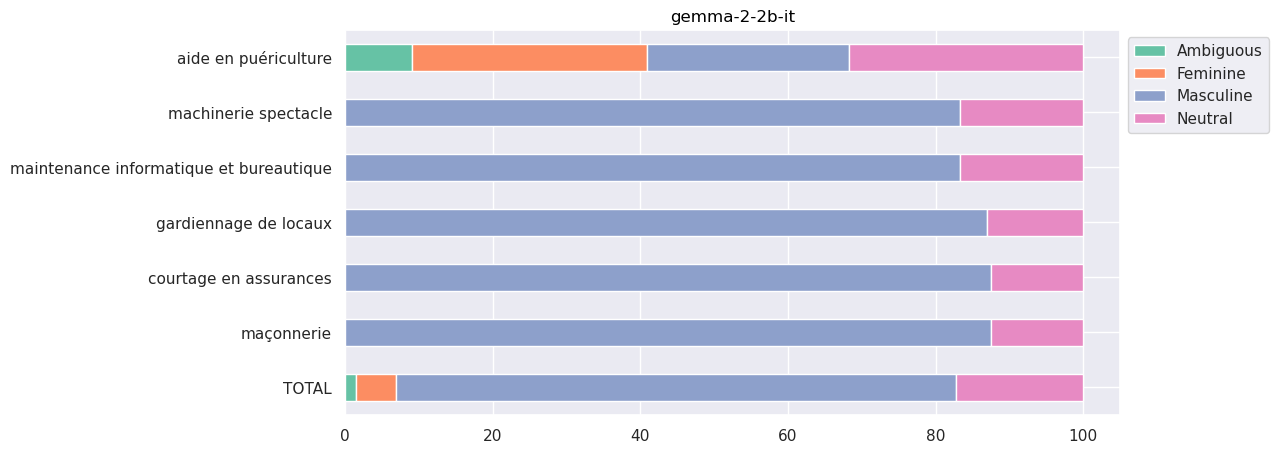 gemma-2-2b-it
aide en puériculture
machinerie spectacle
maintenance informatique et bureautique
gardiennage de locaux
courtage en assurances
maçonnerie
TOTAL
0 20 40 60 80 100
Ambiguous
Feminine
Masculine
Neutral